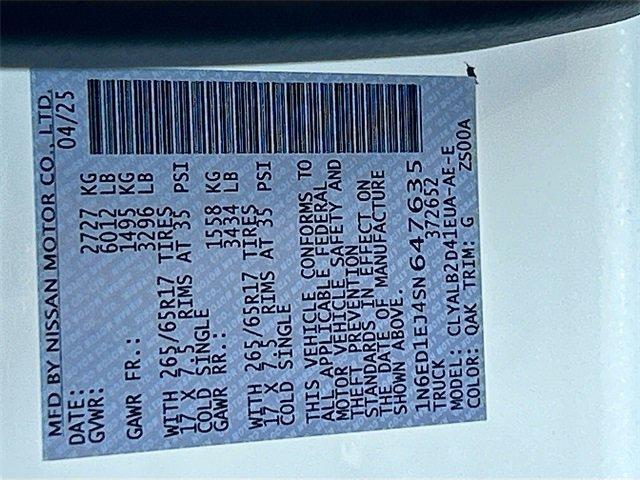 MFD BY NISSAN MOTOR CO., LTD.
DATE: 04/25
GVWR: 2727 KG
6012 LB
GAWR FR.: 1495 KG
3296 LB
WITH 265/65R17 TIRES
17 X 7.5 RIMS AT 35 PSI
COLD SINGLE
GAWR RR.: 1558 KG
3434 LB
WITH 265/65R17 TIRES
17 X 7.5 RIMS AT 35 PSI
COLD SINGLE
THIS VEHICLE CONFORMS TO
ALL APPLICABLE FEDERAL
MOTOR VEHICLE SAFETY AND
THEFT PREVENTION
STANDARDS IN EFFECT ON
THE DATE OF MANUFACTURE
SHOWN ABOVE.
1N6ED1EJ4SN647635
TRUCK 372652
MODEL: CLYALB2D41EUA-AE-E
COLOR: QAK TRIM: G ZS00A